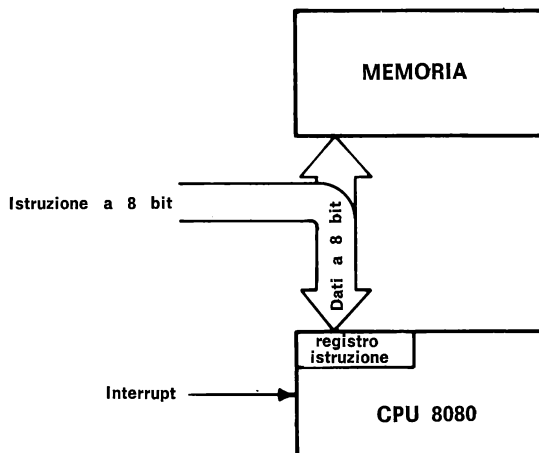 MEMORIA
Istruzione a 8 bit
Dati a 8 bit
registro
istruzione
Interrupt
CPU 8080